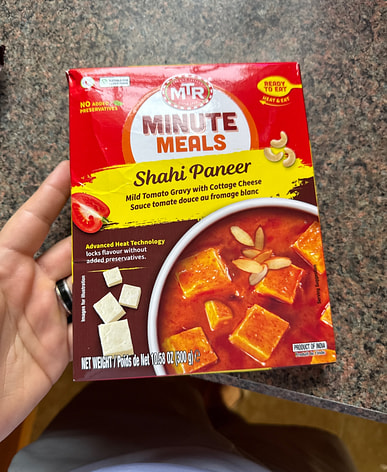 MTR
READY
TO EAT
HEAT & EAT
NO ADDED
PRESERVATIVES
MINUTE
MEALS
Shahi Paneer
Mild Tomato Gravy with Cottage Cheese
Sauce tomate douce au fromage blanc
Advanced Heat Technology
locks flavour without
added preservatives.
Images for Illustration
Serving Suggestion
PRODUCT OF INDIA
NET WEIGHT / Poids de Net 10.58 OZ (300 g)